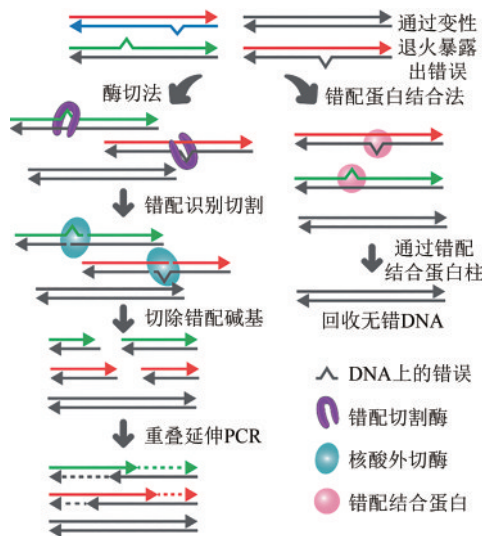 通过变性
退火暴露
出错误
酶切法
错配蛋白结合法
错配识别切割
通过错配
结合蛋白柱
切除错配碱基
回收无错DNA
DNA上的错误
错配切割酶
重叠延伸PCR
核酸外切酶
错配结合蛋白